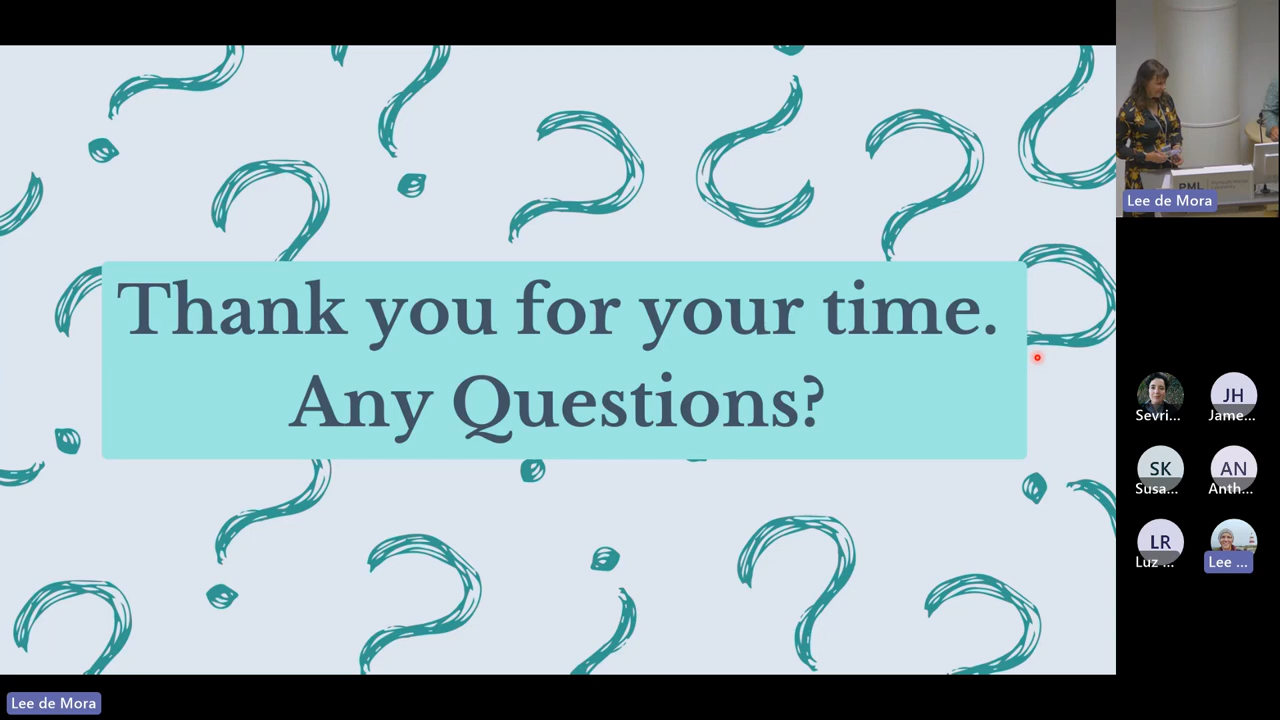 Thank you for your time.
Any Questions?
PML
Lee de Mora
Sevri...
JH
Jame...
SK
Susa...
AN
Anth...
LR
Luz ...
Lee ...
Lee de Mora